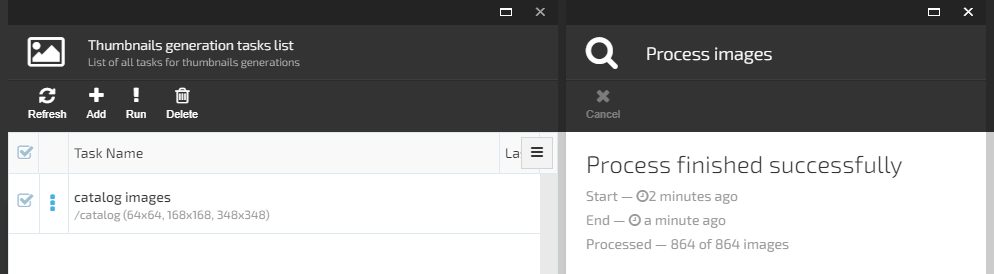 Thumbnails generation tasks list
List of all tasks for thumbnails generations
Refresh Add Run Delete
Task Name
catalog images
/catalog (64x64, 168x168, 348x348)
Process images
Cancel
Process finished successfully
Start — 2 minutes ago
End — a minute ago
Processed — 864 of 864 images